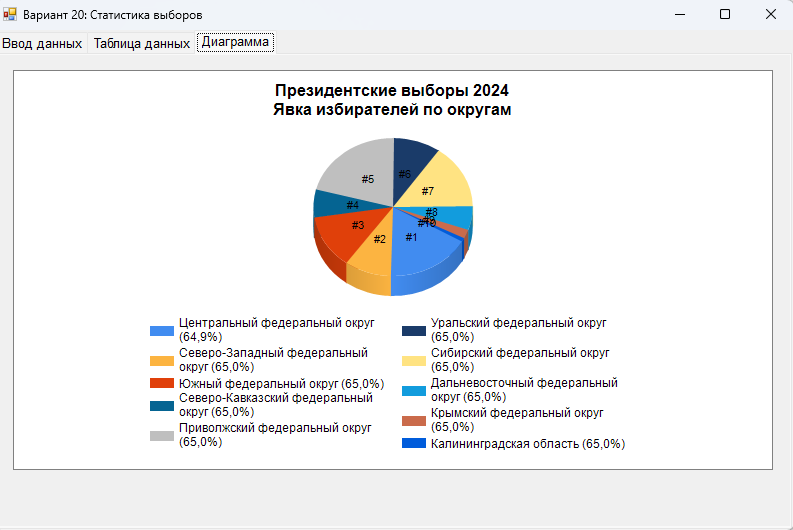 Вариант 20: Статистика выборов
Ввод данных
Таблица данных
Диаграмма
Президентские выборы 2024
Явка избирателей по округам
#5
#6
#7
#4
#8
#9
#10
#3
#2
#1
Центральный федеральный округ
(64,9%)
Северо-Западный федеральный
округ (65,0%)
Южный федеральный округ (65,0%)
Северо-Кавказский федеральный
округ (65,0%)
Приволжский федеральный округ
(65,0%)
Уральский федеральный округ
(65,0%)
Сибирский федеральный округ
(65,0%)
Дальневосточный федеральный
округ (65,0%)
Крымский федеральный округ
(65,0%)
Калининградская область (65,0%)